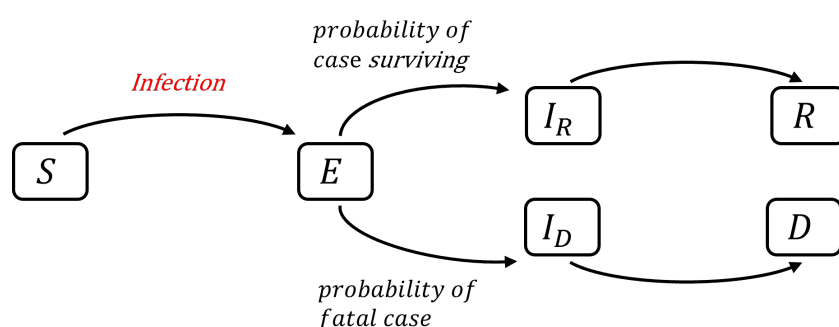 probability of
case surviving
Infection
S
E
I_R
R
I_D
D
probability of
fatal case